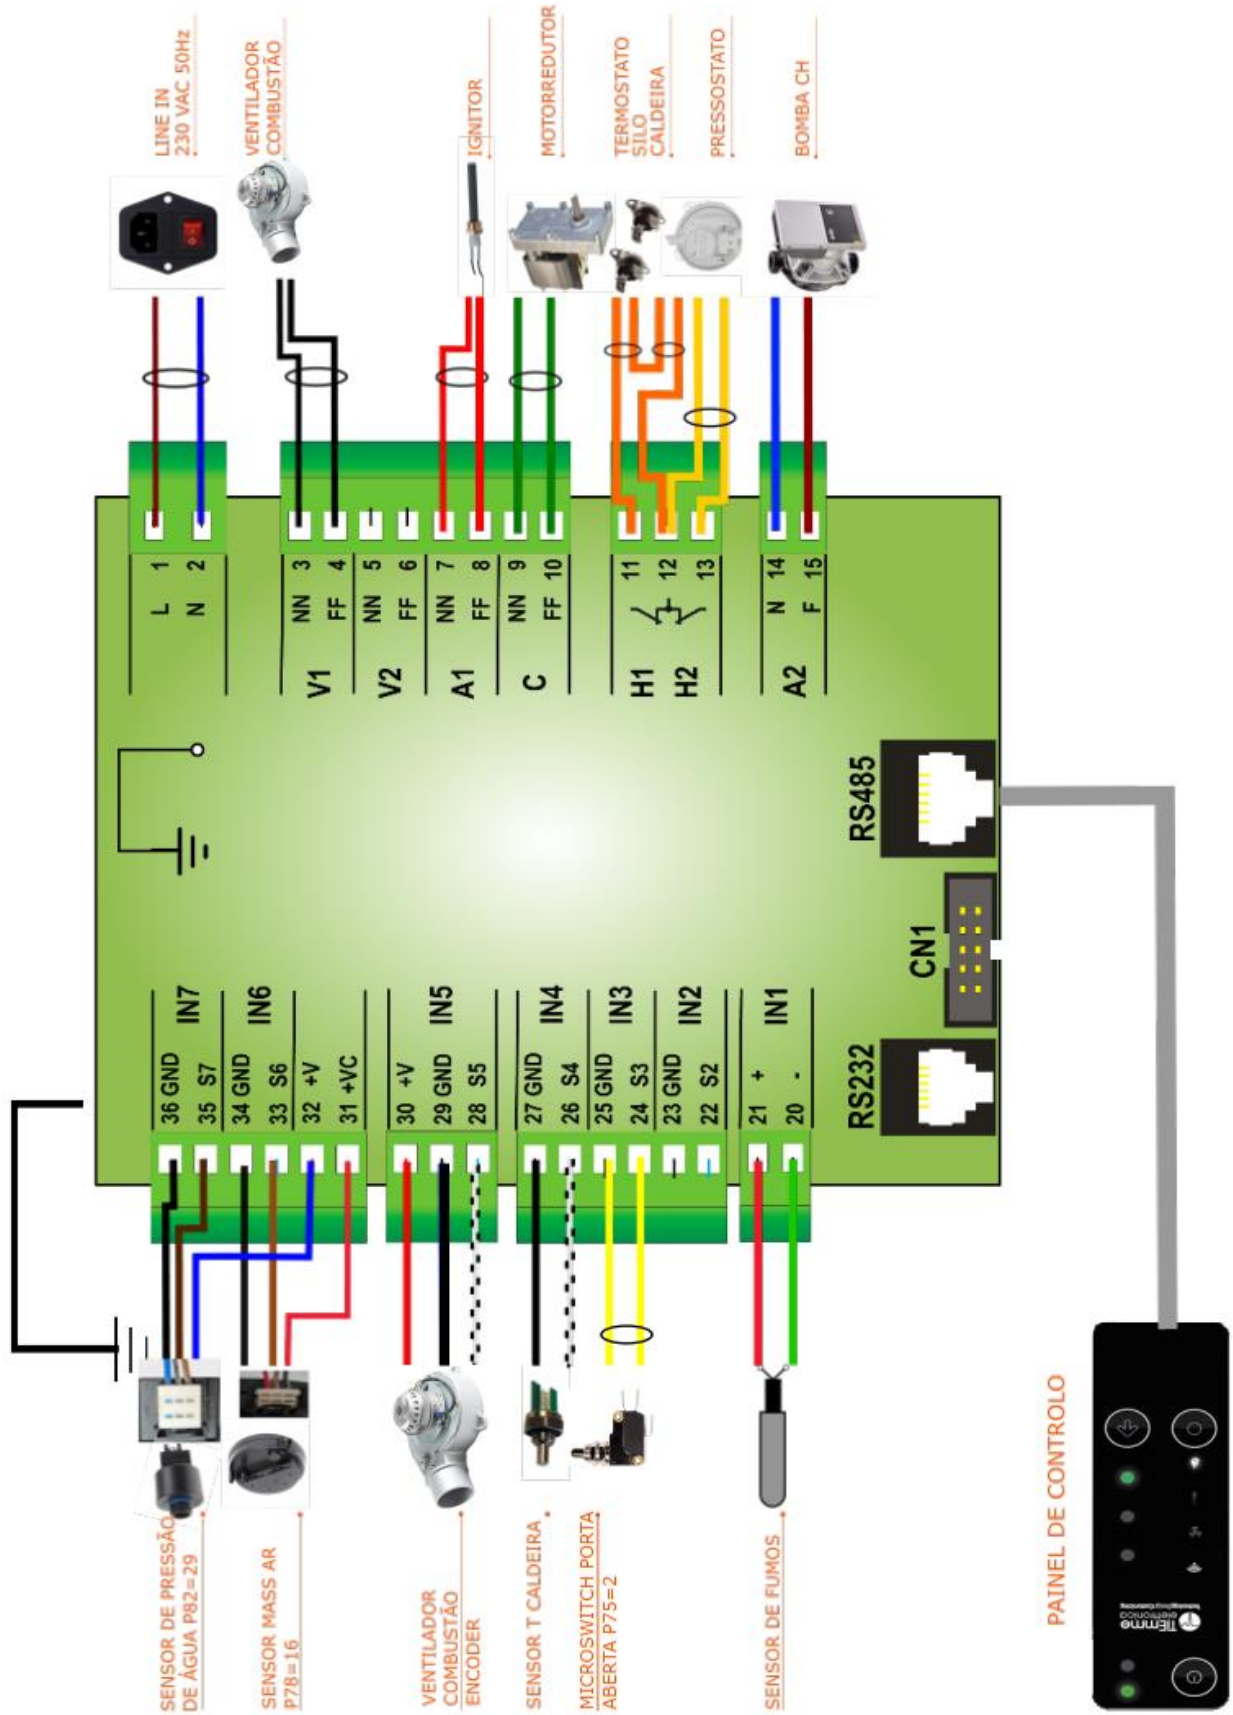 LINE IN
230 VAC 50Hz
VENTILADOR
COMBUSTÃO
IGNITOR
MOTORREDUTOR
TERMOSTATO
SILO
CALDEIRA
PRESSOSTATO
BOMBA CH
L 1
N 2
NN 3
FF 4
V1
NN 5
FF 6
V2
NN 7
FF 8
A1
NN 9
FF 10
C
11
12
13
H1
H2
N 14
F 15
A2
RS485
CN1
RS232
36 GND
35 S7
IN7
34 GND
33 S6
IN6
32 +V
31 +VC
30 +V
29 GND
28 S5
IN5
27 GND
26 S4
IN4
25 GND
24 S3
IN3
23 GND
22 S2
IN2
21 +
20 -
IN1
SENSOR DE PRESSÃO
DE ÁGUA P82=29
SENSOR MASS AR
P78=16
VENTILADOR
COMBUSTÃO
ENCODER
SENSOR T CALDEIRA
MICROSWITCH PORTA
ABERTA P75=2
SENSOR DE FUMOS
PAINEL DE CONTROLO
TiEmme
elettronica